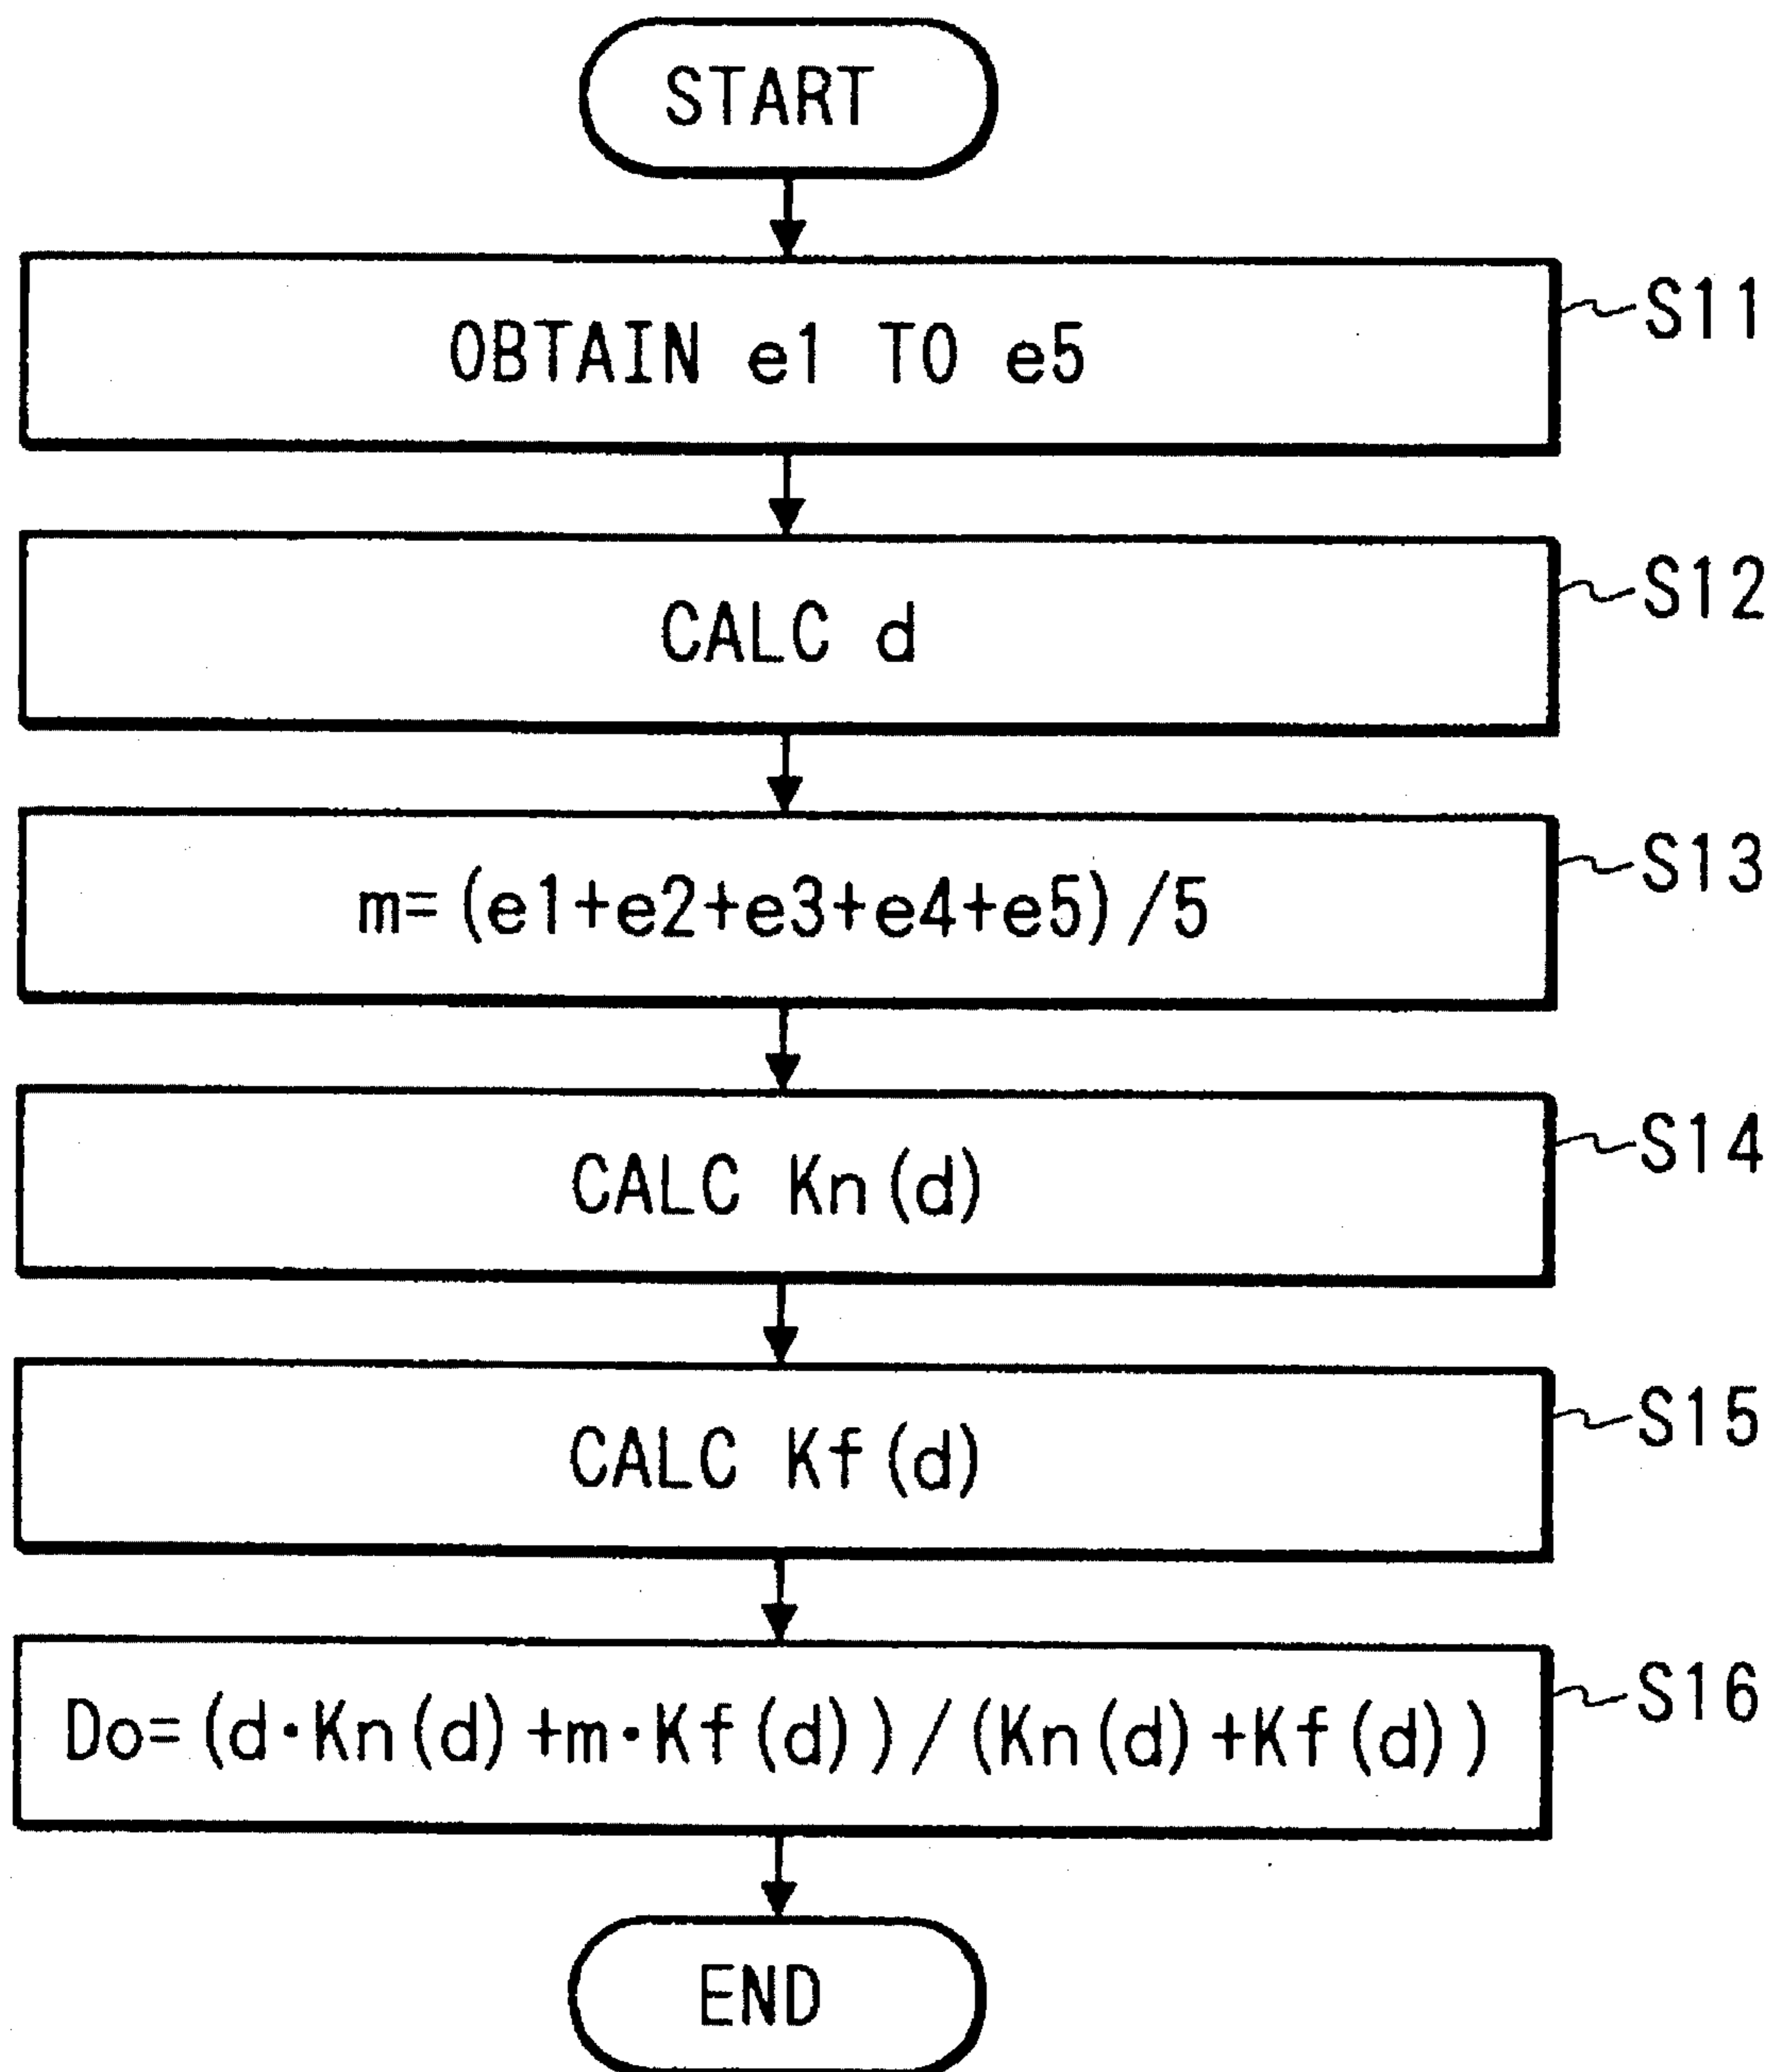 START
OBTAIN e1 TO e5
S11
CALC d
S12
m=(e1+e2+e3+e4+e5)/5
S13
CALC Kn(d)
S14
CALC Kf(d)
S15
Do=(d·Kn(d)+m·Kf(d))/(Kn(d)+Kf(d))
S16
END